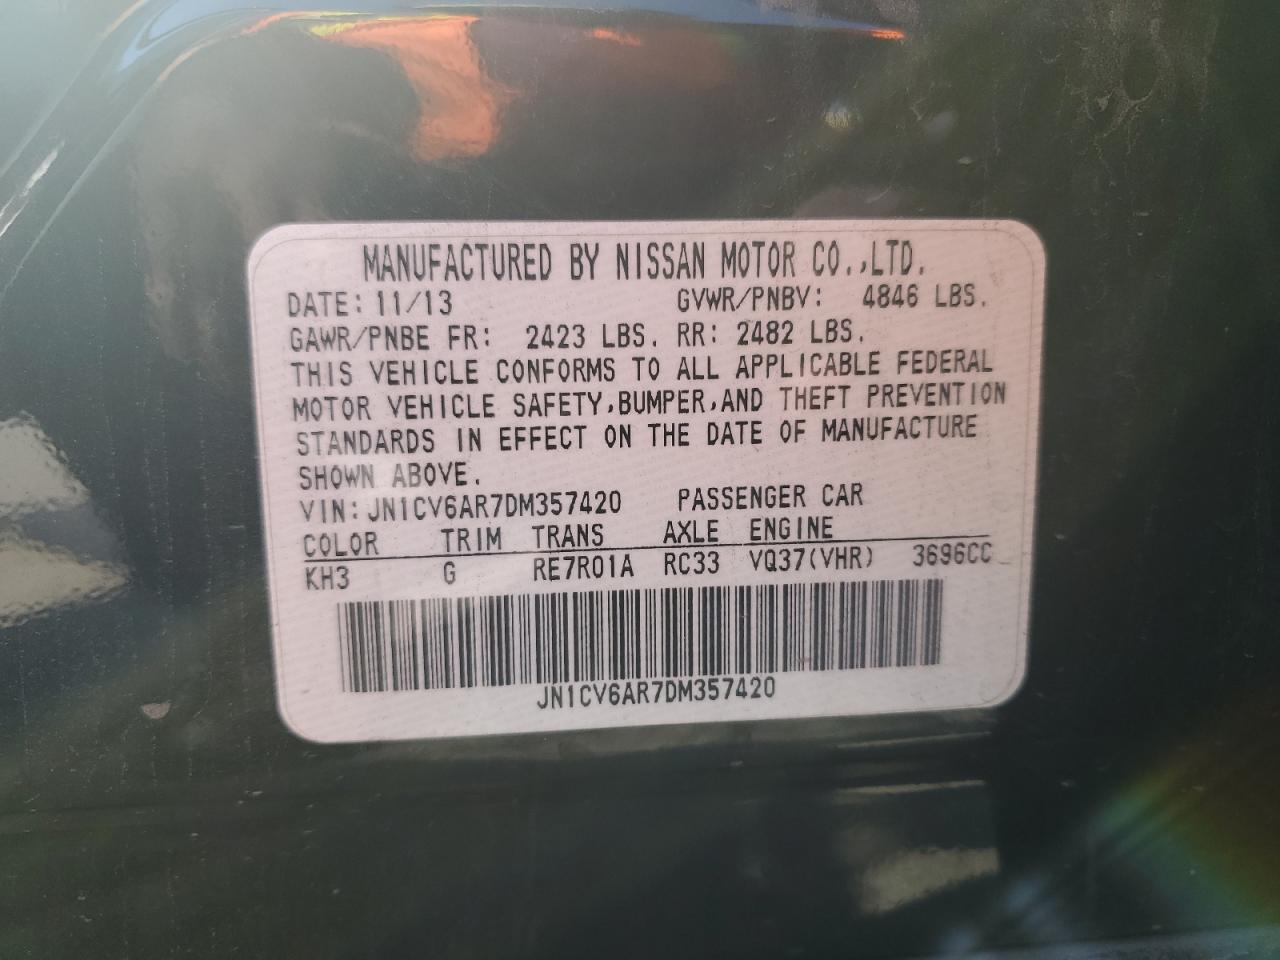 MANUFACTURED BY NISSAN MOTOR CO.,LTD.
DATE: 11/13 GVWR/PNBV: 4846 LBS.
GAWR/PNBE FR: 2423 LBS. RR: 2482 LBS.
THIS VEHICLE CONFORMS TO ALL APPLICABLE FEDERAL
MOTOR VEHICLE SAFETY,BUMPER,AND THEFT PREVENTION
STANDARDS IN EFFECT ON THE DATE OF MANUFACTURE
SHOWN ABOVE.
VIN: JN1CV6AR7DM357420 PASSENGER CAR
COLOR TRIM TRANS AXLE ENGINE
KH3 G RE7R01A RC33 VQ37(VHR) 3696CC
JN1CV6AR7DM357420